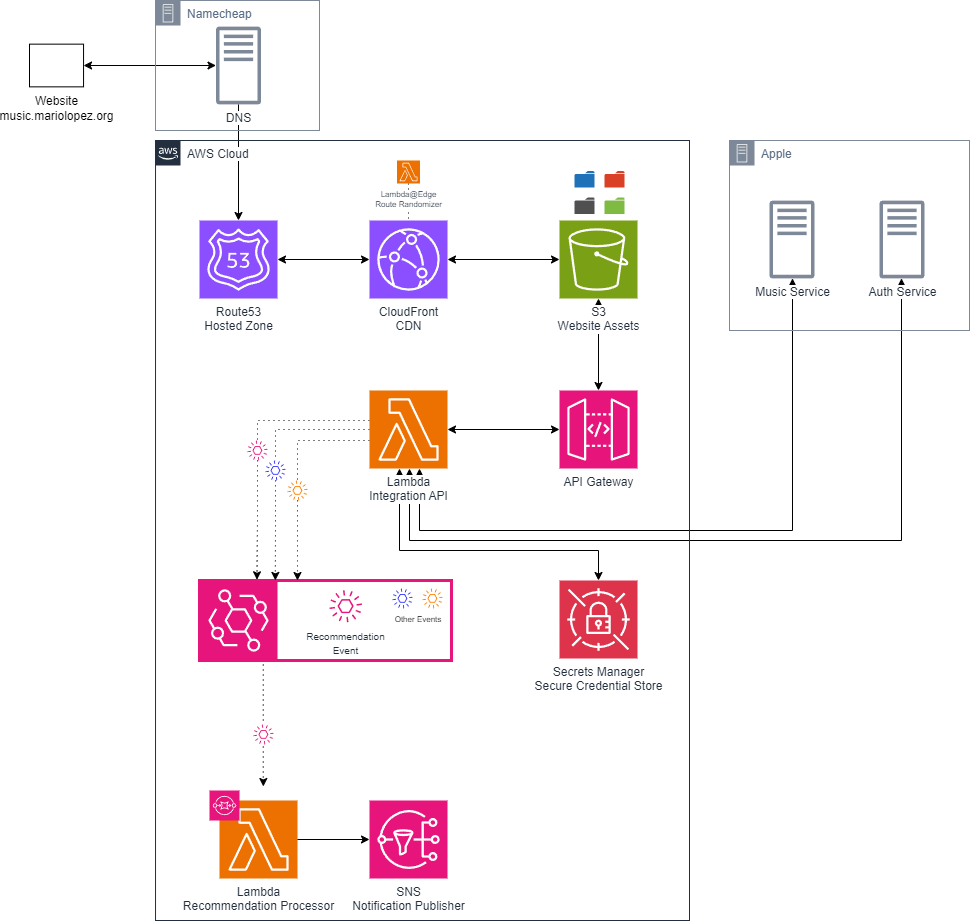 Namecheap
Website
music.mariolopez.org
DNS
aws
AWS Cloud
Apple
Lambda@Edge
Route Randomizer
53
Route53
Hosted Zone
CloudFront
CDN
S3
Website Assets
Music Service
Auth Service
</>
Lambda
Integration API
API Gateway
Recommendation
Event
Other Events
Secrets Manager
Secure Credential Store
Lambda
Recommendation Processor
SNS
Notification Publisher